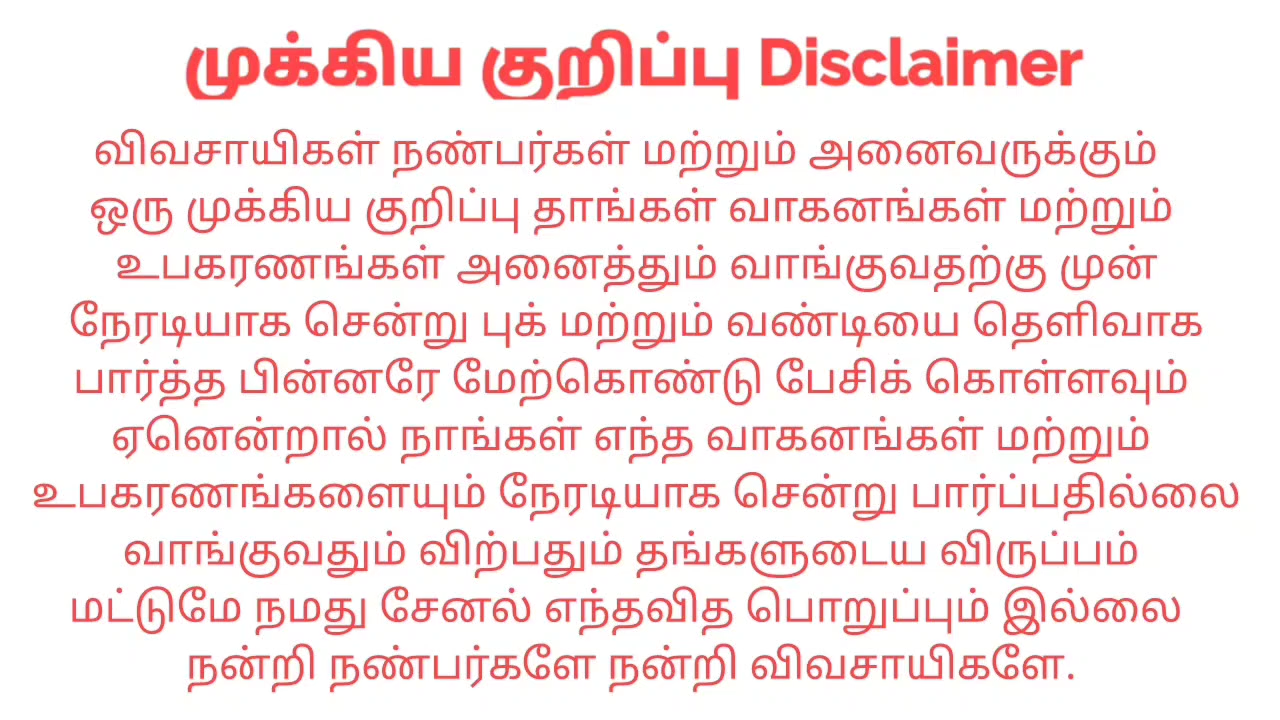 முக்கிய குறிப்பு Disclaimer
விவசாயிகள் நண்பர்கள் மற்றும் அனைவருக்கும்
ஒரு முக்கிய குறிப்பு தாங்கள் வாகனங்கள் மற்றும்
உபகரணங்கள் அனைத்தும் வாங்குவதற்கு முன்
நேரடியாக சென்று புக் மற்றும் வண்டியை தெளிவாக
பார்த்த பின்னரே மேற்கொண்டு பேசிக் கொள்ளவும்
ஏனென்றால் நாங்கள் எந்த வாகனங்கள் மற்றும்
உபகரணங்களையும் நேரடியாக சென்று பார்ப்பதில்லை
வாங்குவதும் விற்பதும் தங்களுடைய விருப்பம்
மட்டுமே நமது சேனல் எந்தவித பொறுப்பும் இல்லை
நன்றி நண்பர்களே நன்றி விவசாயிகளே.